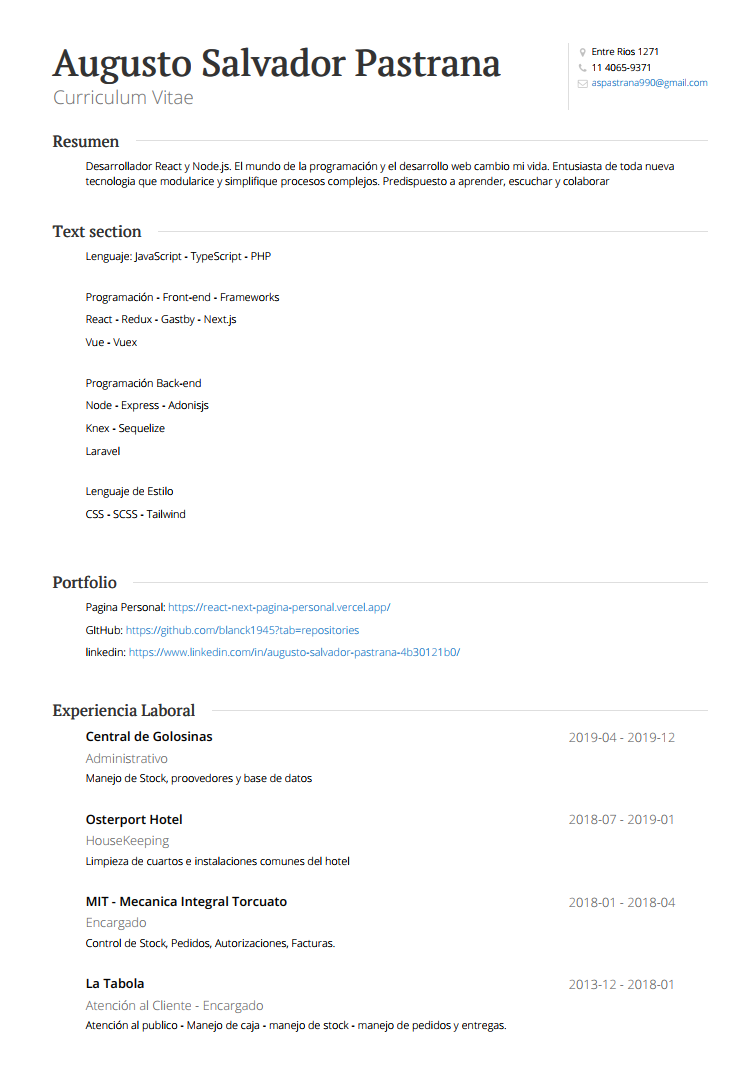 Augusto Salvador Pastrana
Curriculum Vitae
Entre Rios 1271
11 4065-9371
aspastrana990@gmail.com
Resumen
Desarrollador React y Node.js. El mundo de la programación y el desarrollo web cambio mi vida. Entusiasta de toda nueva
tecnologia que modularice y simplifique procesos complejos. Predispuesto a aprender, escuchar y colaborar
Text section
Lenguaje: JavaScript - TypeScript - PHP
Programación - Front-end - Frameworks
React - Redux - Gastby - Next.js
Vue - Vuex
Programación Back-end
Node - Express - Adonisjs
Knex - Sequelize
Laravel
Lenguaje de Estilo
CSS - SCSS - Tailwind
Portfolio
Pagina Personal: https://react-next-pagina-personal.vercel.app/
GItHub: https://github.com/blanck1945?tab=repositories
linkedin: https://www.linkedin.com/in/augusto-salvador-pastrana-4b30121b0/
Experiencia Laboral
Central de Golosinas 2019-04 - 2019-12
Administrativo
Manejo de Stock, proovedores y base de datos
Osterport Hotel 2018-07 - 2019-01
HouseKeeping
Limpieza de cuartos e instalaciones comunes del hotel
MIT - Mecanica Integral Torcuato 2018-01 - 2018-04
Encargado
Control de Stock, Pedidos, Autorizaciones, Facturas.
La Tabola 2013-12 - 2018-01
Atención al Cliente - Encargado
Atención al publico - Manejo de caja - manejo de stock - manejo de pedidos y entregas.